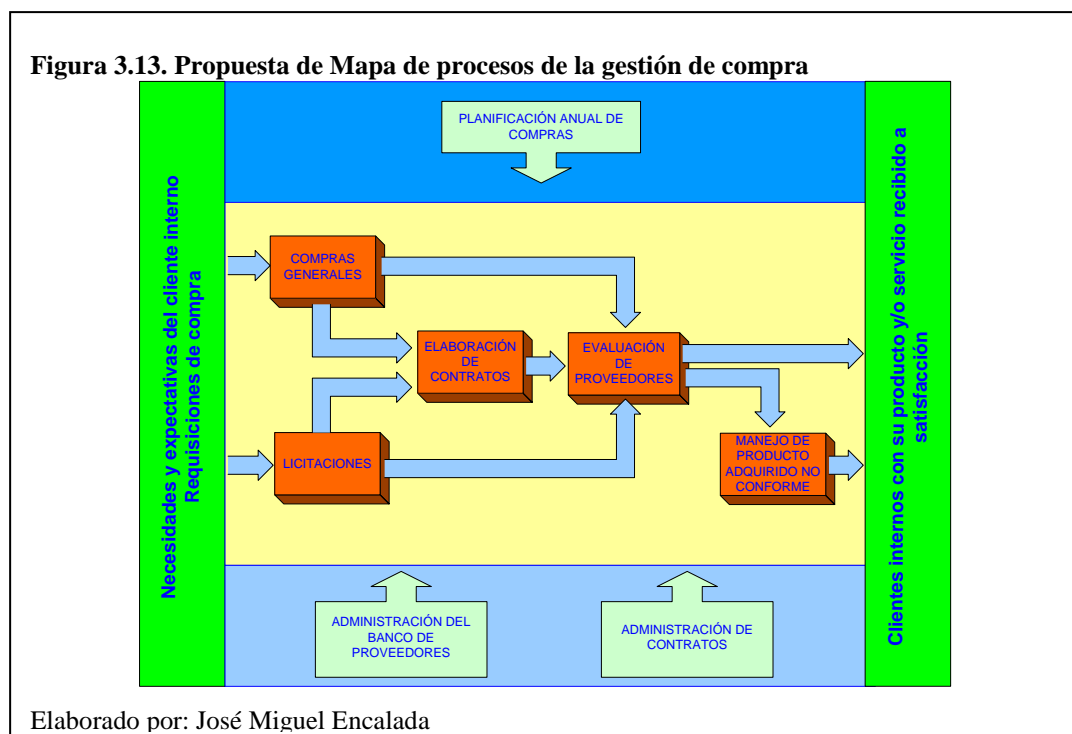 Figura 3.13. Propuesta de Mapa de procesos de la gestión de compra
PLANIFICACIÓN ANUAL DE
COMPRAS
Necesidades y expectativas del cliente interno
Requisiciones de compra
COMPRAS
GENERALES
ELABORACIÓN
DE
CONTRATOS
EVALUACIÓN
DE
PROVEEDORES
LICITACIONES
MANEJO DE
PRODUCTO
ADQUIRIDO NO
CONFORME
Clientes internos con su producto y/o servicio recibido a
satisfacción
ADMINISTRACIÓN DEL
BANCO DE
PROVEEDORES
ADMINISTRACIÓN DE
CONTRATOS
Elaborado por: José Miguel Encalada